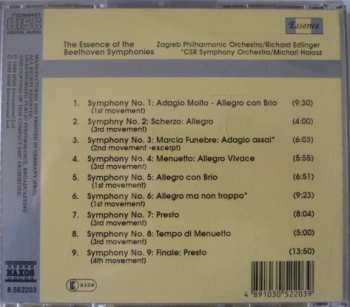 Essence
The Essence of the
Beethoven Symphonies
Zagreb Philharmonic Orchestra/Richard Edlinger
*CSR Symphony Orchestra/Michael Halasz
1. Symphony No. 1: Adagio Molto - Allegro con Brio (9:30)
(1st movement)
2. Symphny No. 2: Scherzo: Allegro (4:00)
(3rd movement)
3. Symphony No. 3: Marcia Funebre: Adagio assai* (6:03)
(2nd movement -excerpt)
4. Symphony No. 4: Menuetto: Allegro Vivace (5:55)
(3rd movement)
5. Symphony No. 5: Allegro con Brio (6:51)
(1st movement)
6. Symphony No. 6: Allegro ma non trappo* (9:23)
(1st movement)
7. Symphony No. 7: Presto (8:04)
(3rd movement)
8. Symphony No. 8: Tempo di Menuetto (5:00)
(3rd movement)
9. Symphony No. 9: Finale: Presto (13:50)
(4th movement)
NAXOS
8.552203
4 891030 522039